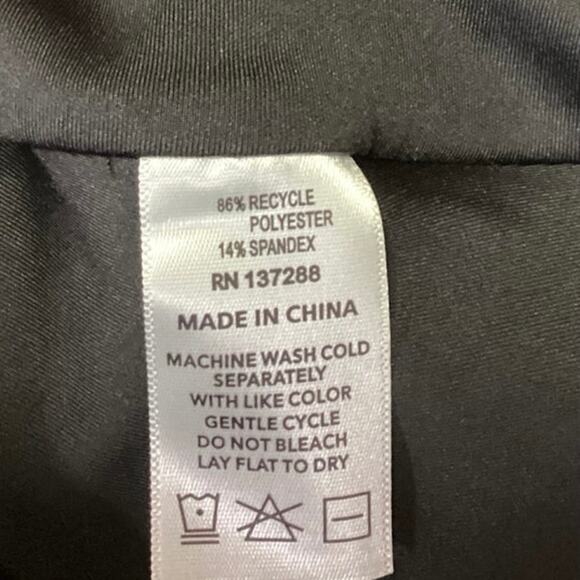 86% RECYCLE
POLYESTER
14% SPANDEX
RN 137288
MADE IN CHINA
MACHINE WASH COLD
SEPARATELY
WITH LIKE COLOR
GENTLE CYCLE
DO NOT BLEACH
LAY FLAT TO DRY